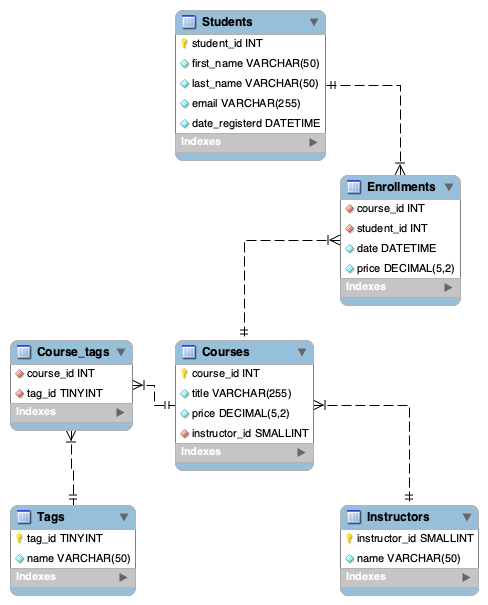 Students
student_id INT
first_name VARCHAR(50)
last_name VARCHAR(50)
email VARCHAR(255)
date_registerd DATETIME
Indexes
Enrollments
course_id INT
student_id INT
date DATETIME
price DECIMAL(5,2)
Indexes
Course_tags
course_id INT
tag_id TINYINT
Indexes
Courses
course_id INT
title VARCHAR(255)
price DECIMAL(5,2)
instructor_id SMALLINT
Indexes
Tags
tag_id TINYINT
name VARCHAR(50)
Indexes
Instructors
instructor_id SMALLINT
name VARCHAR(50)
Indexes